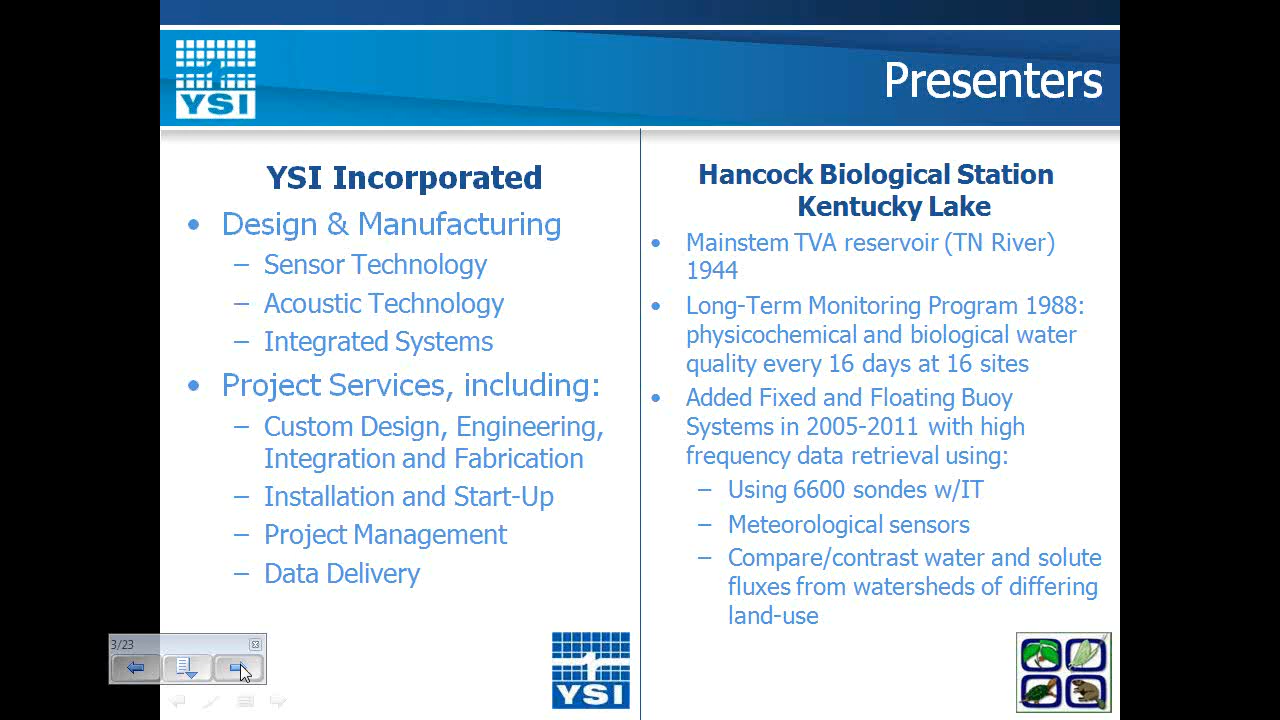 YSI
Presenters
YSI Incorporated
• Design & Manufacturing
– Sensor Technology
– Acoustic Technology
– Integrated Systems
• Project Services, including:
– Custom Design, Engineering,
Integration and Fabrication
– Installation and Start-Up
– Project Management
– Data Delivery
Hancock Biological Station
Kentucky Lake
• Mainstem TVA reservoir (TN River)
1944
• Long-Term Monitoring Program 1988:
physicochemical and biological water
quality every 16 days at 16 sites
• Added Fixed and Floating Buoy
Systems in 2005-2011 with high
frequency data retrieval using:
– Using 6600 sondes w/IT
– Meteorological sensors
– Compare/contrast water and solute
fluxes from watersheds of differing
land-use
3/23
YSI